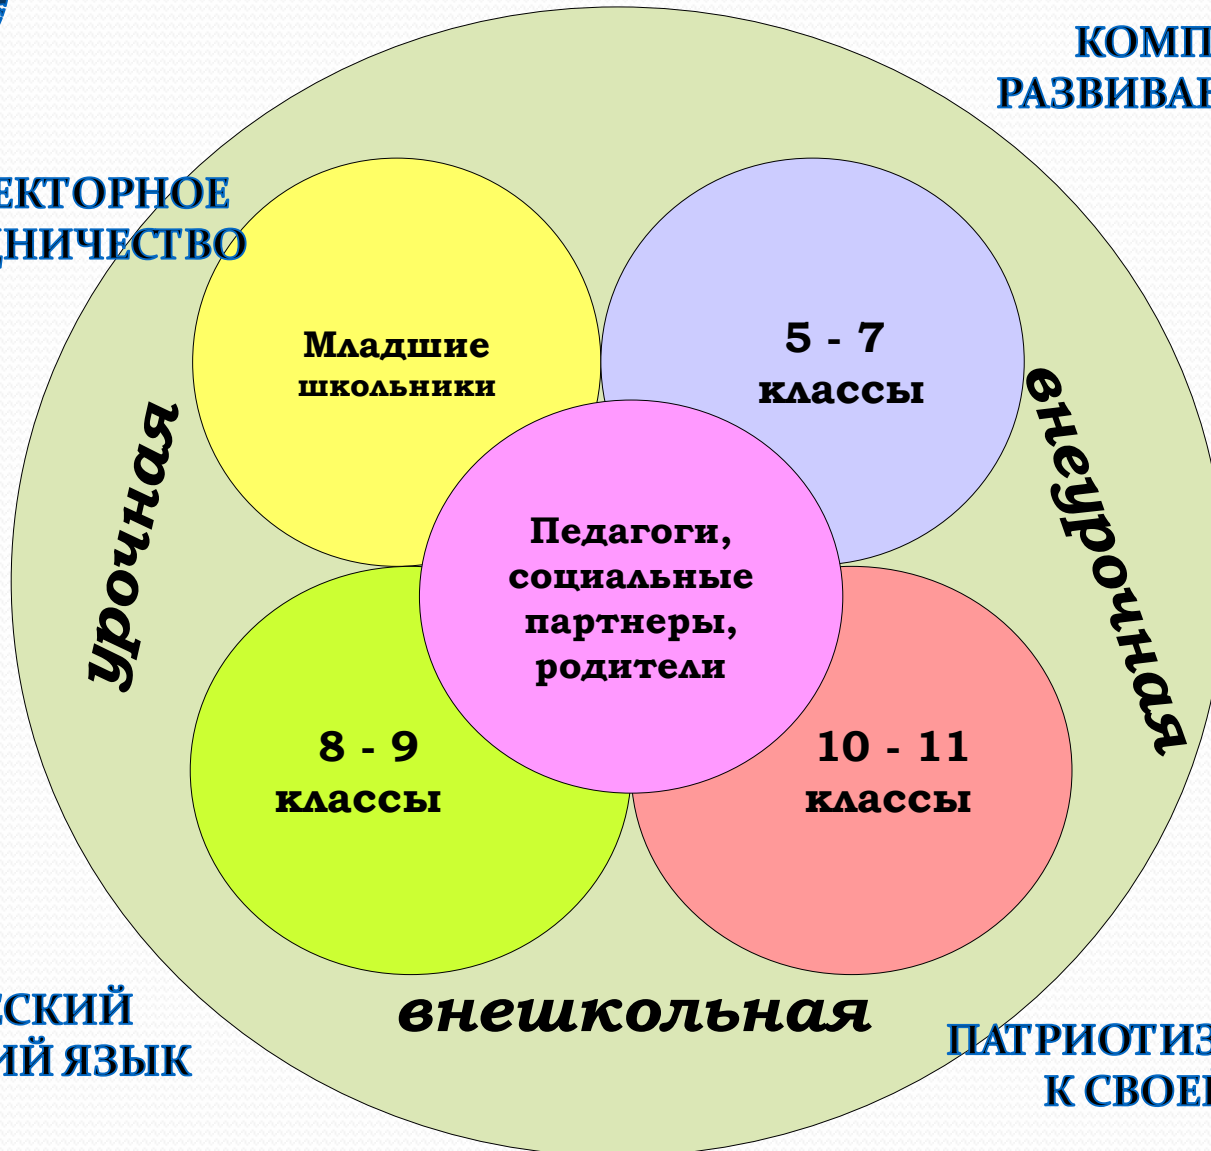 КОМП
РАЗВИВАН
ЕКТОРНОЕ
ДНИЧЕСТВО
Младшие
школьники
5 - 7
классы
урочная
внеурочная
Педагоги,
социальные
партнеры,
родители
8 - 9
классы
10 - 11
классы
внешкольная
ЕСКИЙ
ИЙ ЯЗЫК
ПАТРИОТИЗ
К СВОЕ